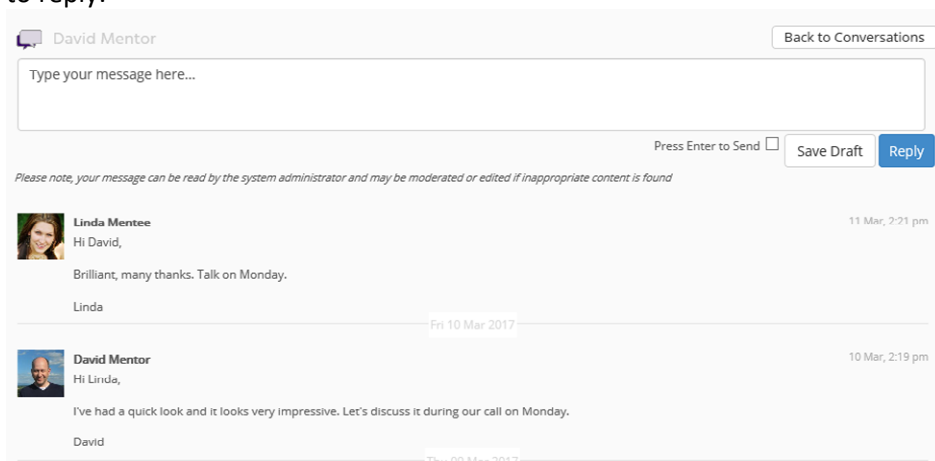 to reply.
David Mentor
Back to Conversations
Type your message here...
Press Enter to Send
Save Draft
Reply
Please note, your message can be read by the system administrator and may be moderated or edited if inappropriate content is found
Linda Mentee
11 Mar, 2:21 pm
Hi David,
Brilliant, many thanks. Talk on Monday.
Linda
Fri 10 Mar 2017
David Mentor
10 Mar, 2:19 pm
Hi Linda,
I've had a quick look and it looks very impressive. Let's discuss it during our call on Monday.
David
Thu 09 Mar 2017